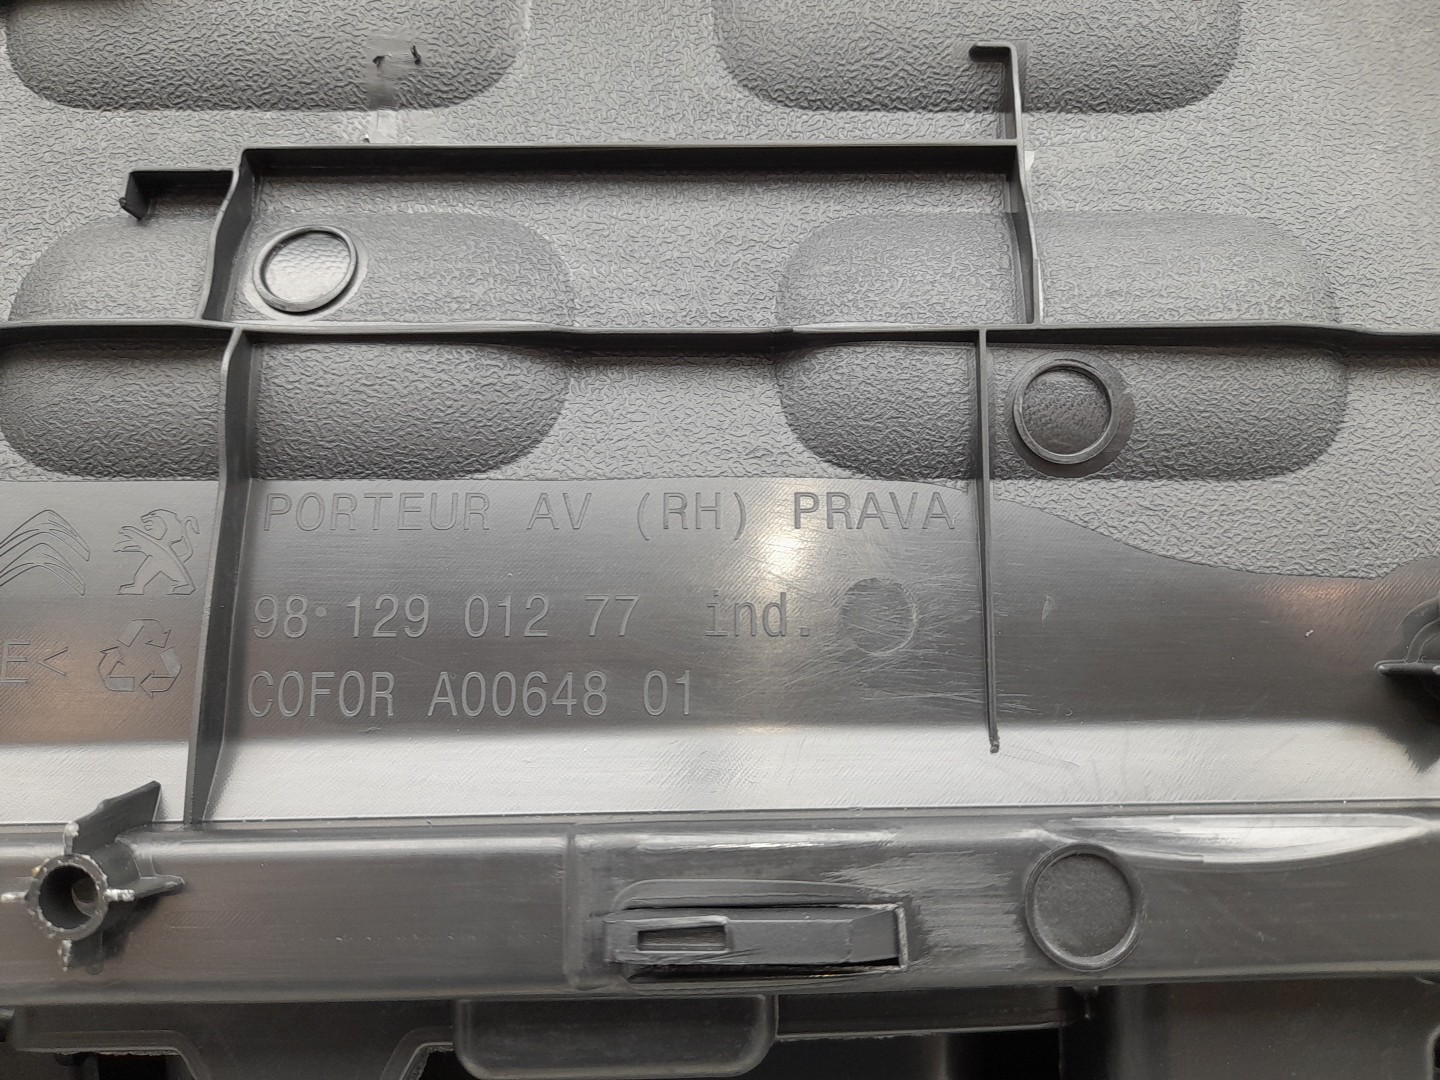 PORTEUR AV (RH) PRAVA
98·129 012 77 ind.
E<
COFOR A00648 01